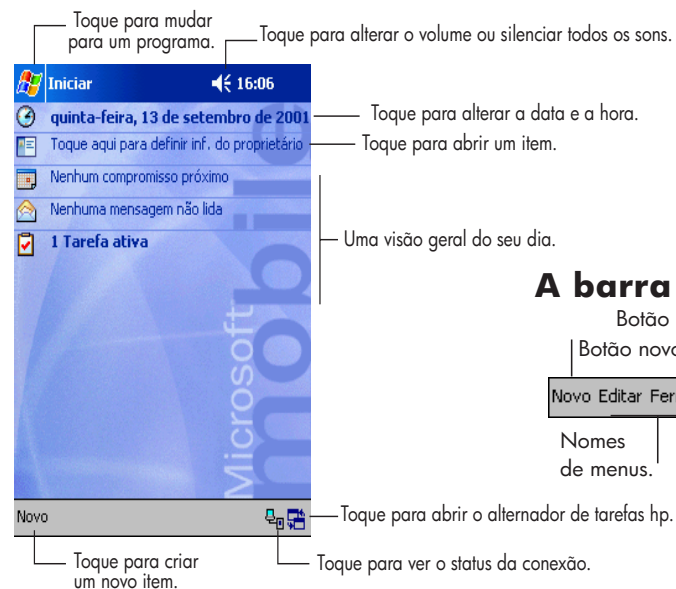 Toque para mudar
para um programa.
Toque para alterar o volume ou silenciar todos os sons.
Iniciar 16:06
quinta-feira, 13 de setembro de 2001
Toque para alterar a data e a hora.
Toque aqui para definir inf. do proprietário
Toque para abrir um item.
Nenhum compromisso próximo
Nenhuma mensagem não lida
1 Tarefa ativa
Uma visão geral do seu dia.
Microsoft
mobile
A barra
Botão
Botão novo
Novo Editar Fer
Nomes
de menus.
Novo
Toque para abrir o alternador de tarefas hp.
Toque para criar
um novo item.
Toque para ver o status da conexão.